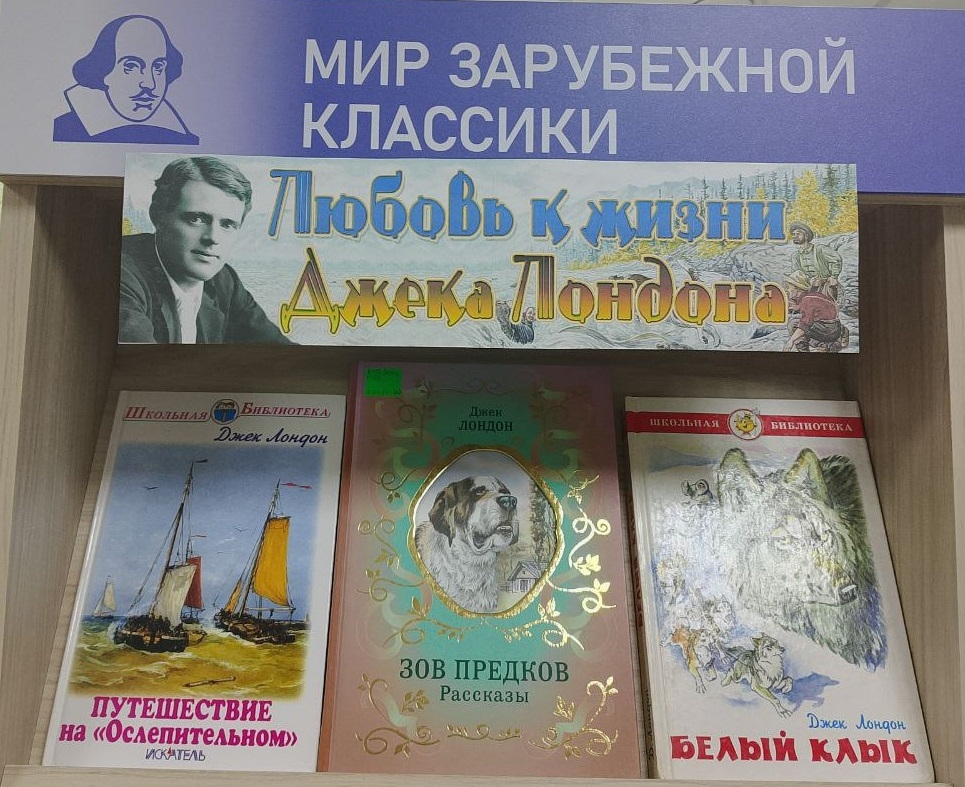 МИР ЗАРУБЕЖНОЙ
КЛАССИКИ
Любовь к жизни
Джека Лондона
ШКОЛЬНАЯ БИБЛИОТЕКА
Джек Лондон
ПУТЕШЕСТВИЕ
на «Ослепительном»
ИСКАТЕЛЬ
Джек
ЛОНДОН
ЗОВ ПРЕДКОВ
Рассказы
ШКОЛЬНАЯ БИБЛИОТЕКА
Джек Лондон
БЕЛЫЙ КЛЫК